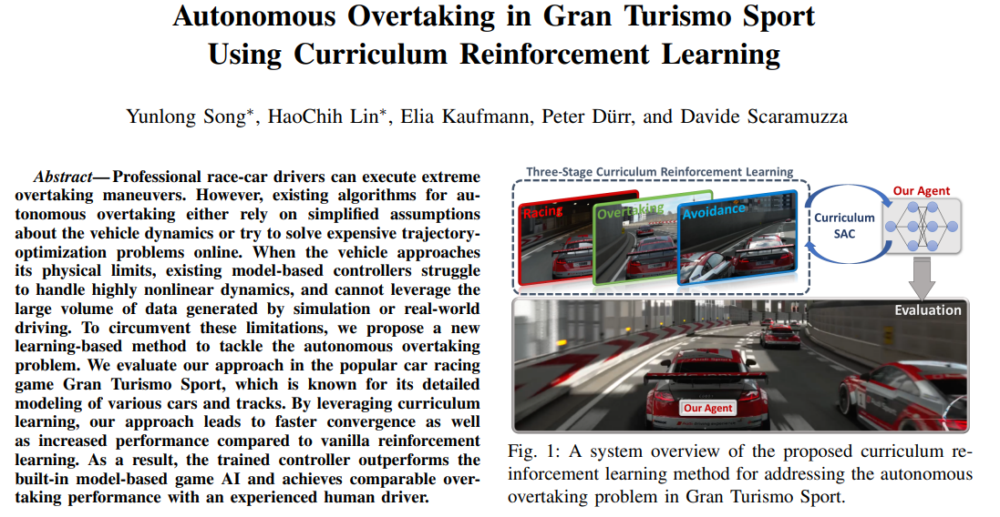 Autonomous Overtaking in Gran Turismo Sport
Using Curriculum Reinforcement Learning
Yunlong Song*, HaoChih Lin*, Elia Kaufmann, Peter Dürr, and Davide Scaramuzza
Abstract—Professional race-car drivers can execute extreme
overtaking maneuvers. However, existing algorithms for au-
tonomous overtaking either rely on simplified assumptions
about the vehicle dynamics or try to solve expensive trajectory-
optimization problems online. When the vehicle approaches
its physical limits, existing model-based controllers struggle
to handle highly nonlinear dynamics, and cannot leverage the
large volume of data generated by simulation or real-world
driving. To circumvent these limitations, we propose a new
learning-based method to tackle the autonomous overtaking
problem. We evaluate our approach in the popular car racing
game Gran Turismo Sport, which is known for its detailed
modeling of various cars and tracks. By leveraging curriculum
learning, our approach leads to faster convergence as well
as increased performance compared to vanilla reinforcement
learning. As a result, the trained controller outperforms the
built-in model-based game AI and achieves comparable over-
taking performance with an experienced human driver.
Three-Stage Curriculum Reinforcement Learning
Racing
Overtaking
Avoidance
Curriculum
SAC
Our Agent
Evaluation
Our Agent
Fig. 1: A system overview of the proposed curriculum re-
inforcement learning method for addressing the autonomous
overtaking problem in Gran Turismo Sport.